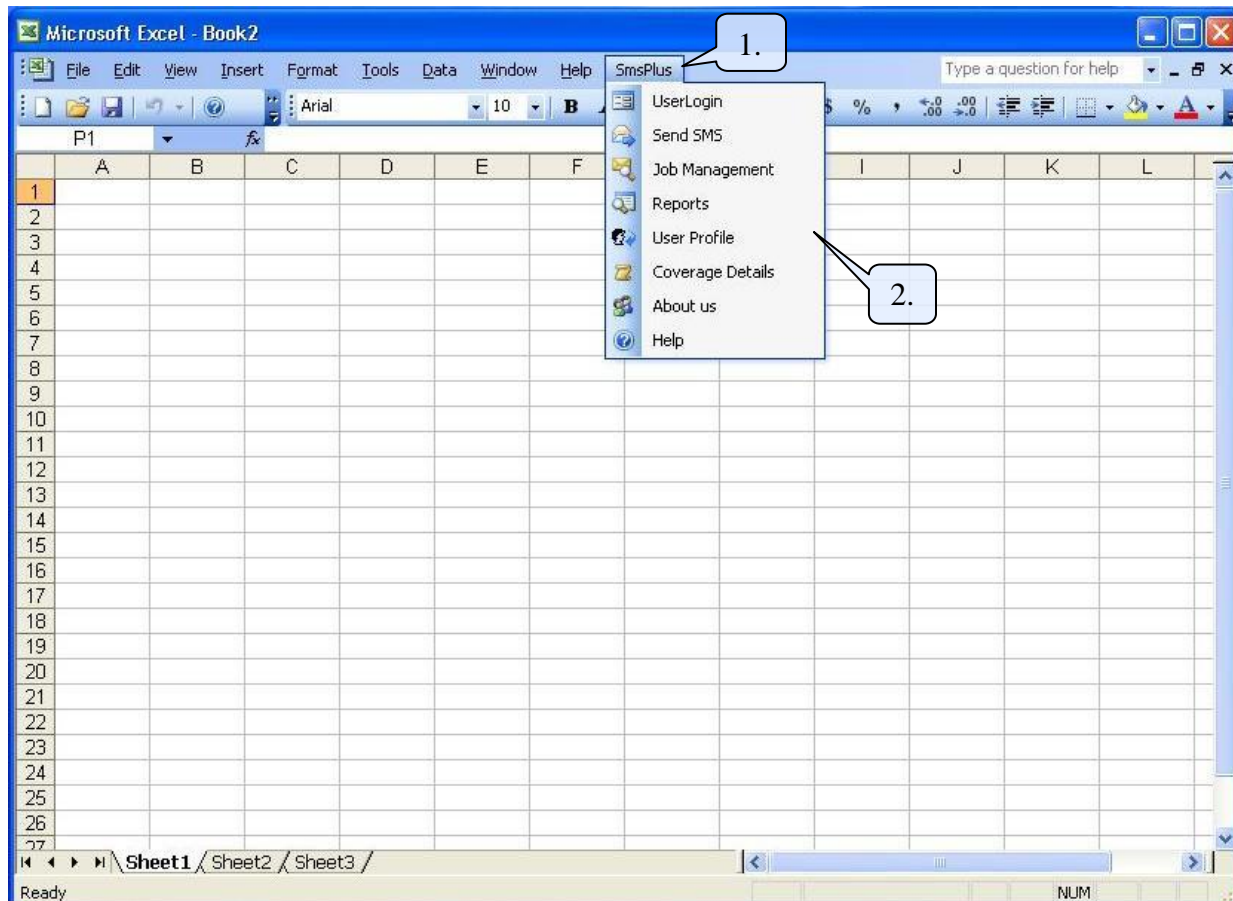 Microsoft Excel - Book2
1.
File Edit View Insert Format Tools Data Window Help SmsPlus Type a question for help
Arial 10 B $ % , .00 .00 A
P1 fx
A B C D E F I J K L
UserLogin
Send SMS
Job Management
Reports
User Profile
Coverage Details
About us
Help
2.
1
2
3
4
5
6
7
8
9
10
11
12
13
14
15
16
17
18
19
20
21
22
23
24
25
26
27
Sheet1 Sheet2 Sheet3
Ready NUM